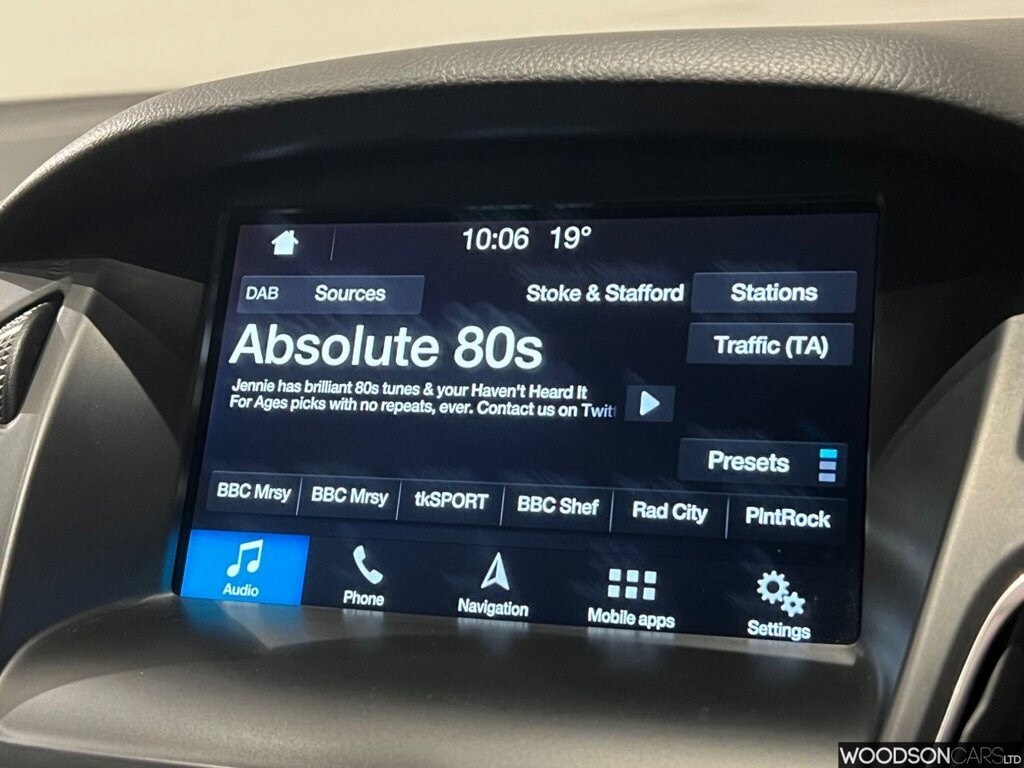 10:06 19°
DAB Sources Stoke & Stafford Stations
Absolute 80s
Traffic (TA)
Jennie has brilliant 80s tunes & your Haven't Heard It
For Ages picks with no repeats, ever. Contact us on Twit
Presets
BBC Mrsy BBC Mrsy tkSPORT BBC Shef Rad City PlntRock
Audio Phone Navigation Mobile apps Settings
WOODSONCARSLTD